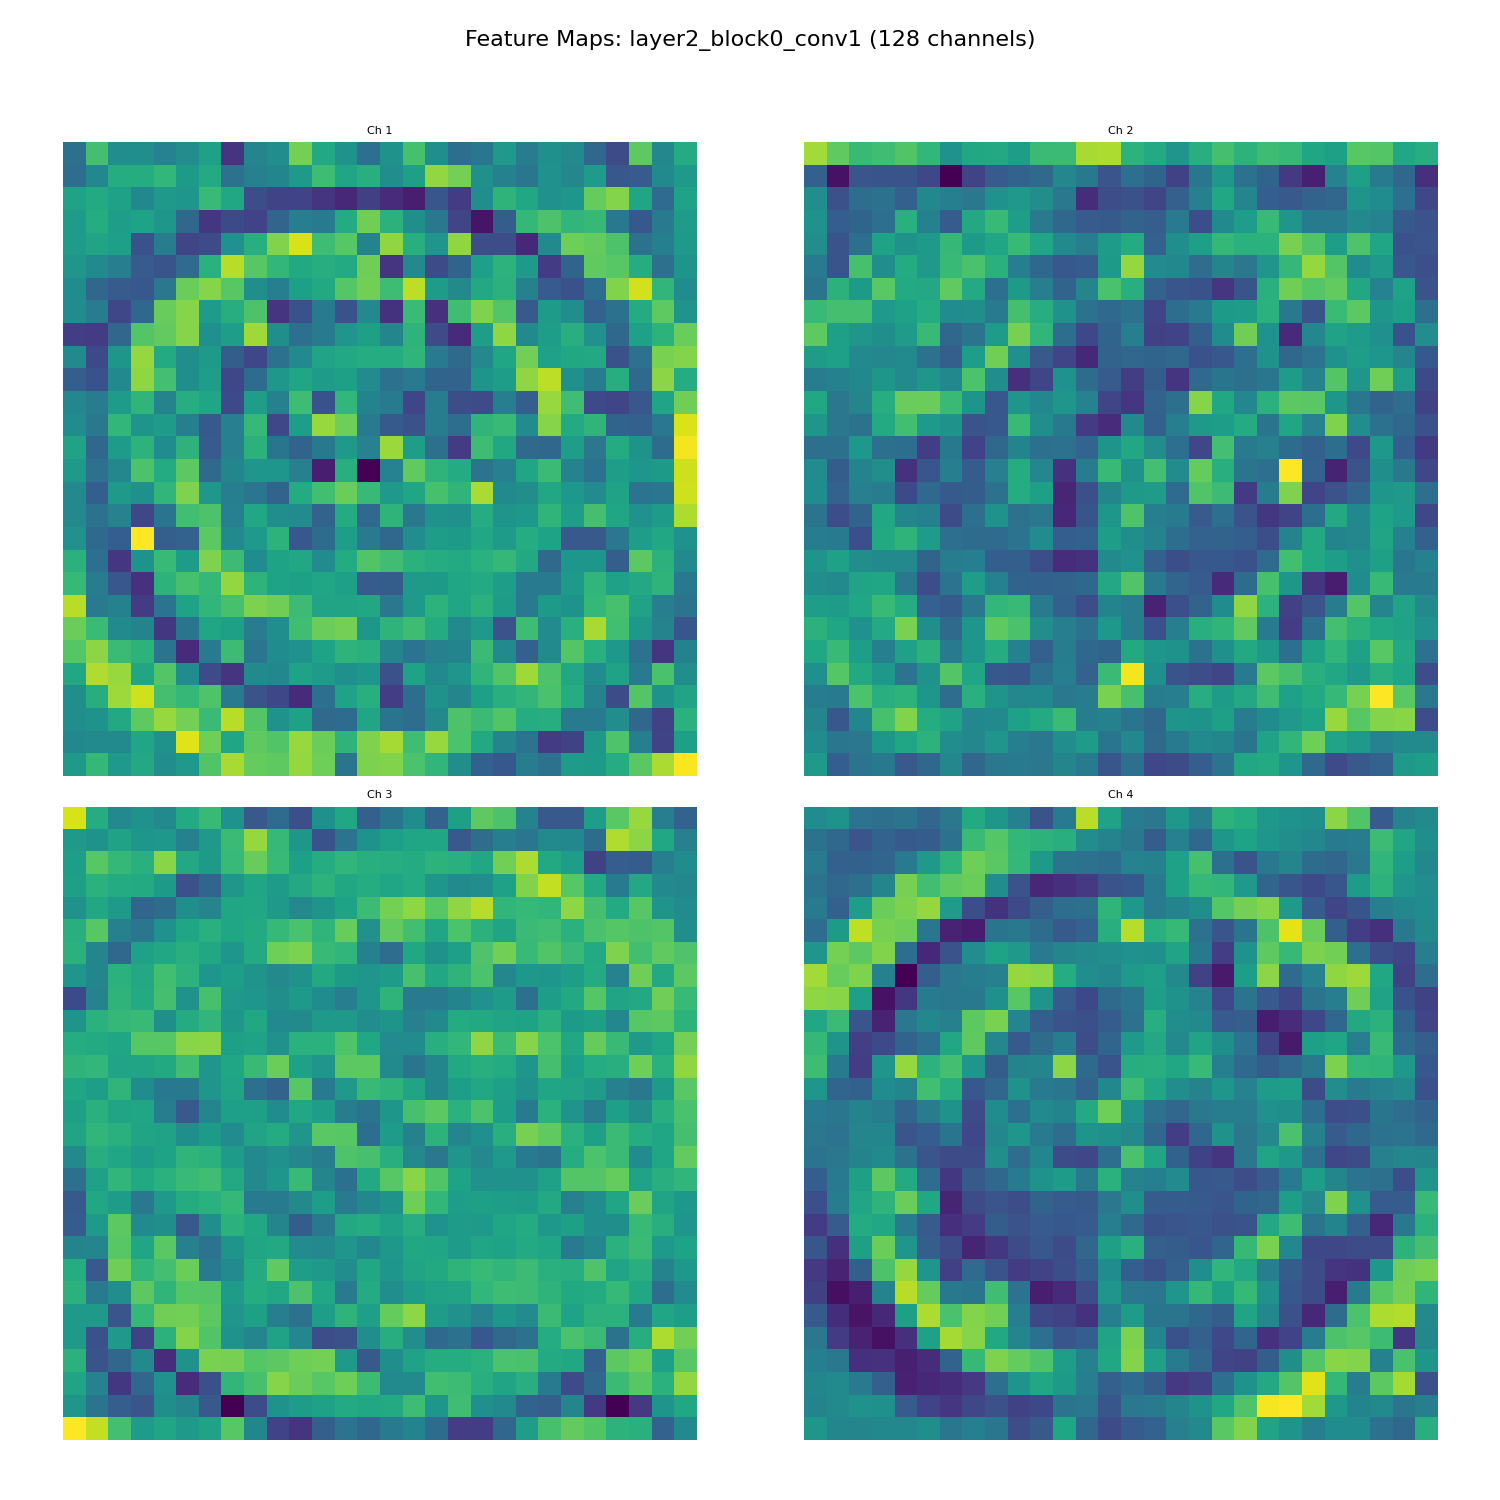 Feature Maps: layer2_block0_conv1 (128 channels)
Ch 1
Ch 2
Ch 3
Ch 4